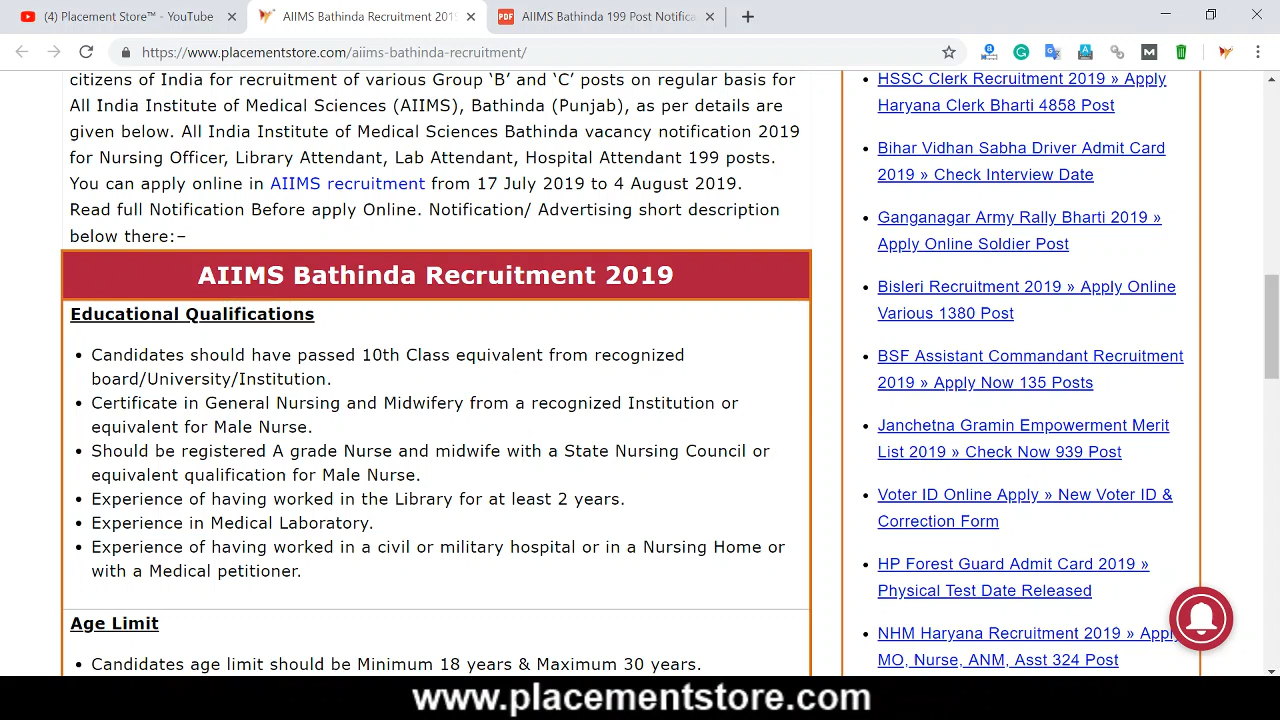 (4) Placement Store™ - YouTube
AIIMS Bathinda Recruitment 201
PDF
AIIMS Bathinda 199 Post Notifica
https://www.placementstore.com/aiims-bathinda-recruitment/
citizens of India for recruitment of various Group ‘B’ and ‘C’ posts on regular basis for
All India Institute of Medical Sciences (AIIMS), Bathinda (Punjab), as per details are
given below. All India Institute of Medical Sciences Bathinda vacancy notification 2019
for Nursing Officer, Library Attendant, Lab Attendant, Hospital Attendant 199 posts.
You can apply online in AIIMS recruitment from 17 July 2019 to 4 August 2019.
Read full Notification Before apply Online. Notification/ Advertising short description
below there:–
AIIMS Bathinda Recruitment 2019
Educational Qualifications
Candidates should have passed 10th Class equivalent from recognized
board/University/Institution.
Certificate in General Nursing and Midwifery from a recognized Institution or
equivalent for Male Nurse.
Should be registered A grade Nurse and midwife with a State Nursing Council or
equivalent qualification for Male Nurse.
Experience of having worked in the Library for at least 2 years.
Experience in Medical Laboratory.
Experience of having worked in a civil or military hospital or in a Nursing Home or
with a Medical petitioner.
Age Limit
Candidates age limit should be Minimum 18 years & Maximum 30 years.
HSSC Clerk Recruitment 2019 » Apply
Haryana Clerk Bharti 4858 Post
Bihar Vidhan Sabha Driver Admit Card
2019 » Check Interview Date
Ganganagar Army Rally Bharti 2019 »
Apply Online Soldier Post
Bisleri Recruitment 2019 » Apply Online
Various 1380 Post
BSF Assistant Commandant Recruitment
2019 » Apply Now 135 Posts
Janchetna Gramin Empowerment Merit
List 2019 » Check Now 939 Post
Voter ID Online Apply » New Voter ID &
Correction Form
HP Forest Guard Admit Card 2019 »
Physical Test Date Released
NHM Haryana Recruitment 2019 » Apply
MO, Nurse, ANM, Asst 324 Post
www.placementstore.com